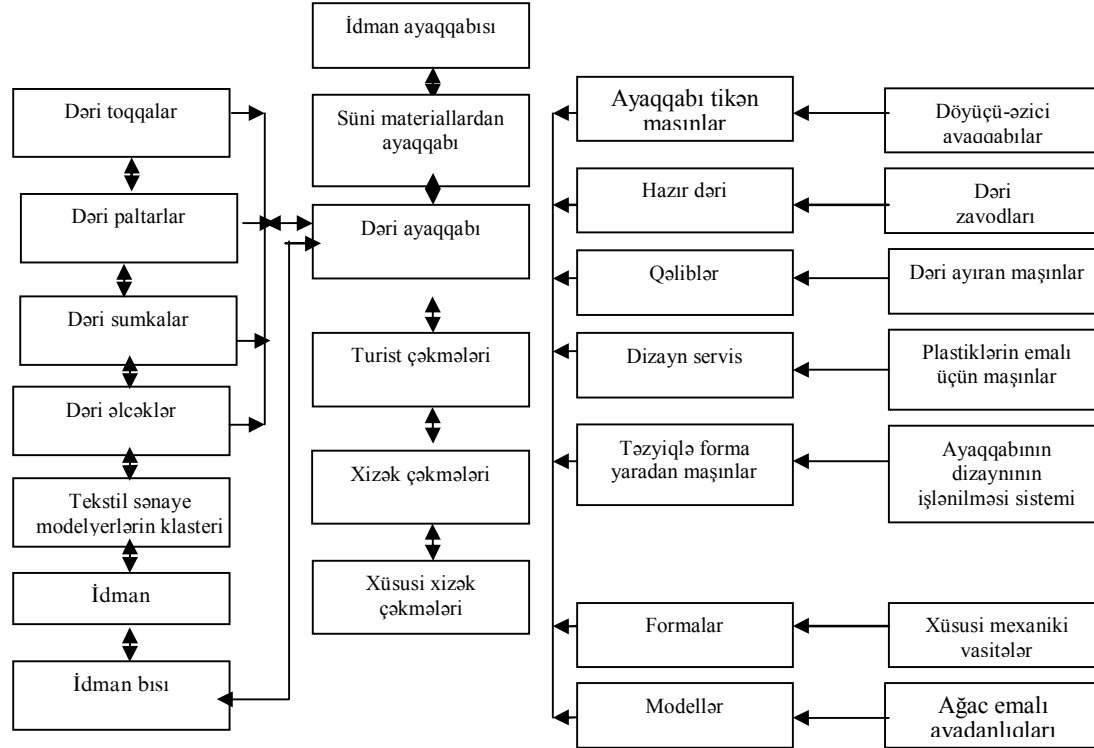 İdman ayaqqabısı
Dəri toqqalar
Süni materiallardan
ayaqqabı
Ayaqqabı tikən
maşınlar
Döyüçü-əzici
ayaqqabılar
Dəri paltarlar
Dəri ayaqqabı
Hazır dəri
Dəri
zavodları
Qəliblər
Dəri ayıran maşınlar
Dəri sumkalar
Turist çəkmələri
Dizayn servis
Plastiklərin emalı
üçün maşınlar
Dəri əlcəklər
Xizək çəkmələri
Təzyiqlə forma
yaradan maşınlar
Ayaqqabının
dizaynının
işlənilməsi sistemi
Tekstil sənaye
modelyerlərin klasteri
İdman
Xüsusi xizək
çəkmələri
Formalar
Xüsusi mexaniki
vasitələr
İdman bısı
Modellər
Ağac emalı
avadanlıqları